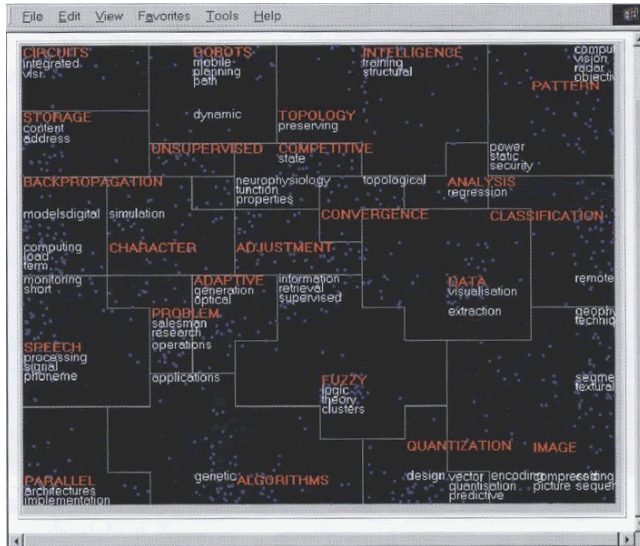 File Edit View Favorites Tools Help
CIRCUITS
integrated
vlsi
ROBOTS
mobile
planning
path
INTELLIGENCE
training
structural
vision
radar
PATTERN
STORAGE
content
address
dynamic
TOPOLOGY
preserving
UNSUPERVISED
COMPETITIVE
state
power
static
security
BACKPROPAGATION
neurophysiology
function
properties
topological
ANALYSIS
regression
modelsdigital
simulation
CONVERGENCE
CLASSIFICATION
computing
load
term
CHARACTER
ADJUSTMENT
monitoring
short
ADAPTIVE
generation
optical
information
retrieval
supervised
DATA
visualisation
extraction
remote
PROBLEM
salesman
research
operations
SPEECH
processing
signal
phoneme
applications
FUZZY
logic
theory
clusters
QUANTIZATION
IMAGE
PARALLEL
architectures
implementation
genetic
ALGORITHMS
design
vector
quantisation
predictive
encoding
picture